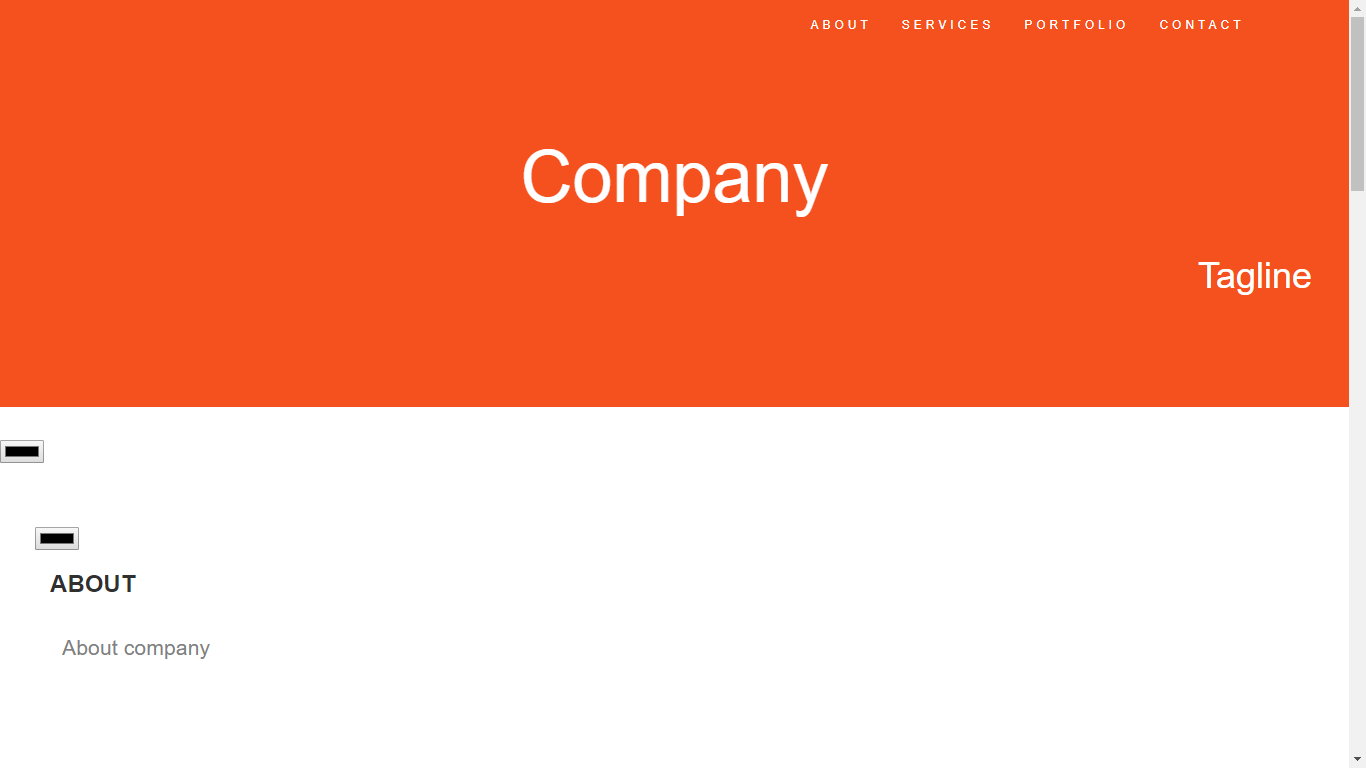 ABOUT SERVICES PORTFOLIO CONTACT
Company
Tagline
ABOUT
About company